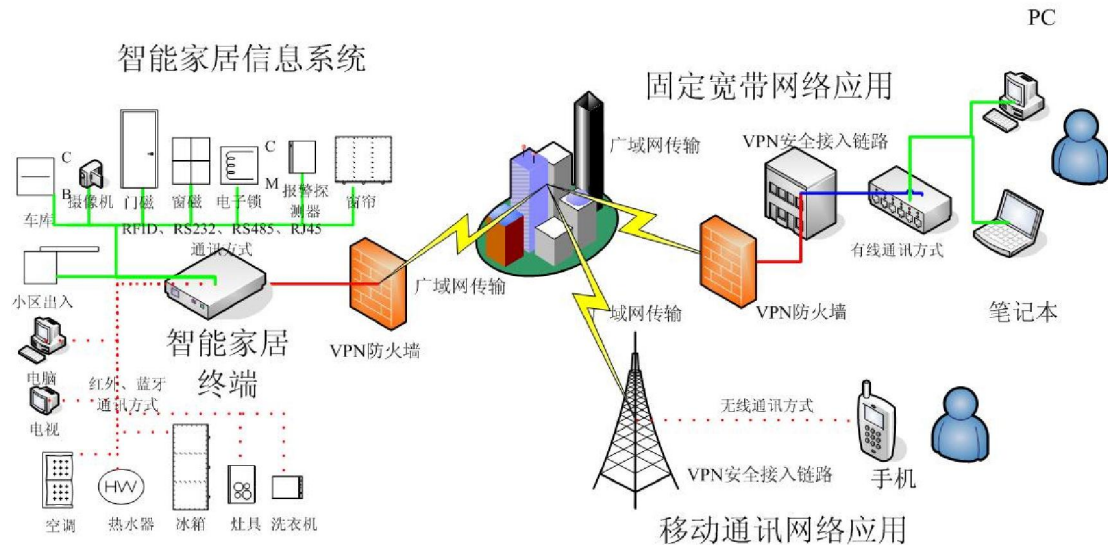 PC
智能家居信息系统
固定宽带网络应用
VPN安全接入链路
广域网传输
C
C
B
M
车库
摄像机
门磁
窗磁
电子锁
报警探
测器
窗帘
RFID、RS232、RS485、RJ45
通讯方式
有线通讯方式
小区出入
广域网传输
域网传输
VPN防火墙
笔记本
智能家居
终端
VPN防火墙
电脑
红外、蓝牙
通讯方式
电视
无线通讯方式
HW
VPN安全接入链路
手机
空调
热水器
冰箱
灶具
洗衣机
移动通讯网络应用